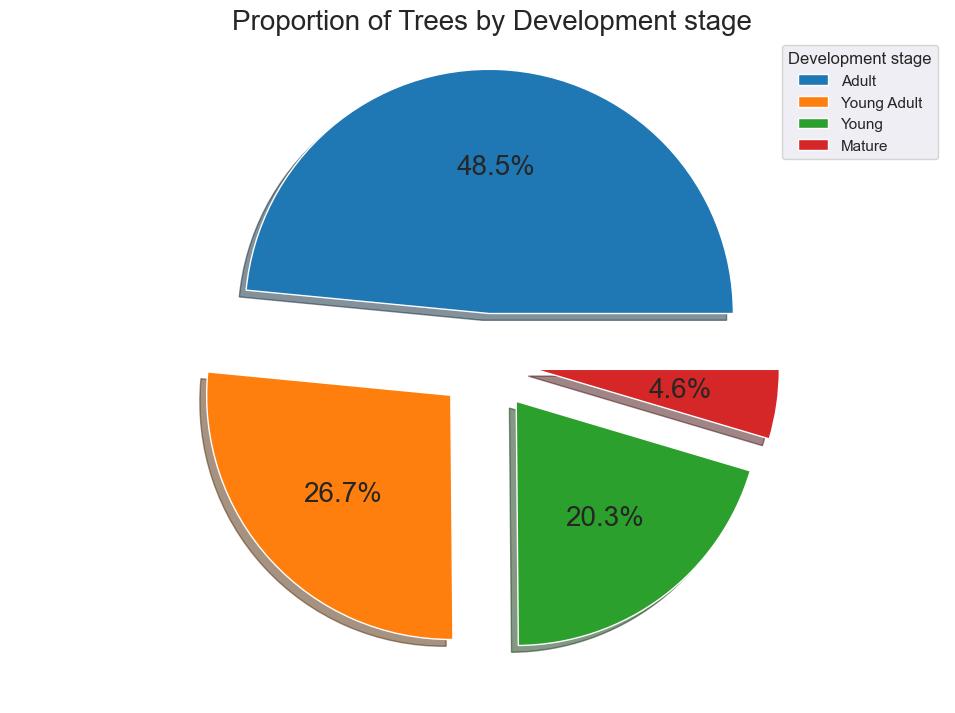 Proportion of Trees by Development stage
Development stage
Adult
Young Adult
Young
Mature
48.5%
4.6%
26.7%
20.3%